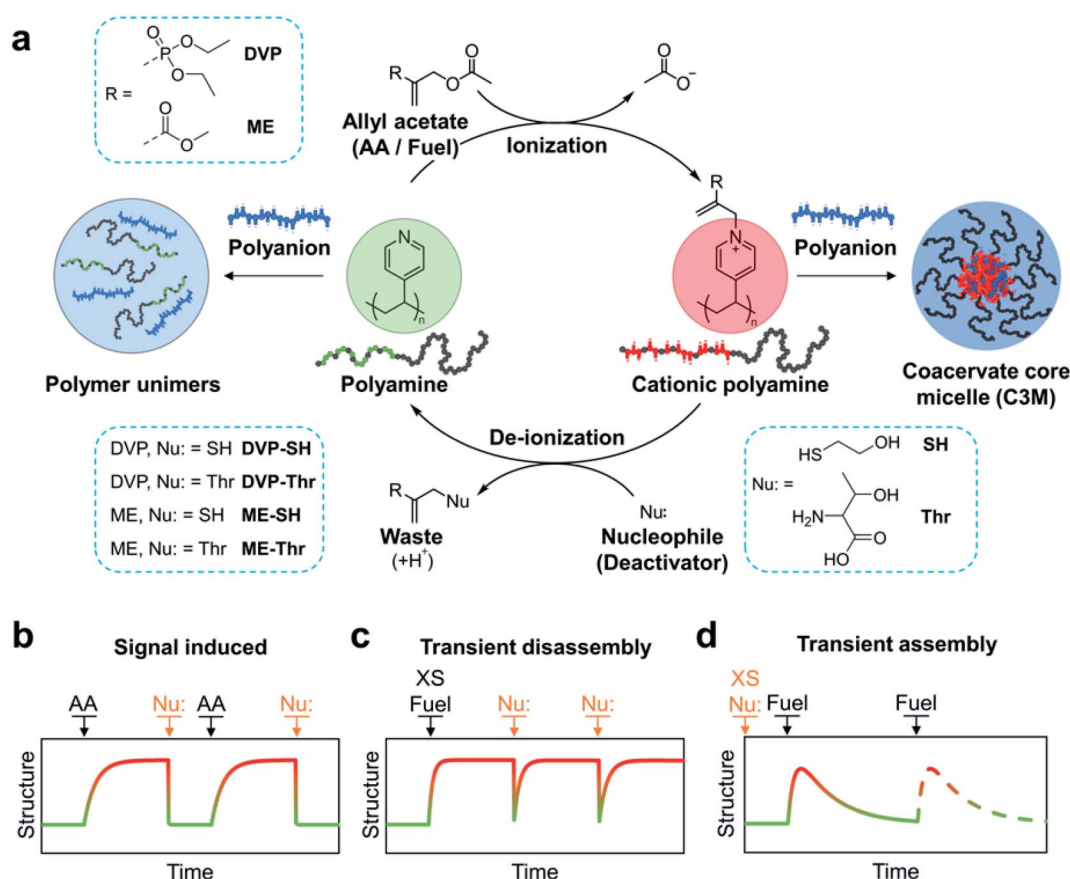 a
R =
O
P
O
O
DVP
O
O
ME
R
O
O
Allyl acetate
(AA / Fuel)
O
O−
Ionization
Polyanion
N
n
R
N
+
n
Polyanion
Polymer unimers
Polyamine
Cationic polyamine
Coacervate core
micelle (C3M)
De-ionization
DVP, Nu: = SH DVP-SH
DVP, Nu: = Thr DVP-Thr
ME, Nu: = SH ME-SH
ME, Nu: = Thr ME-Thr
R
Nu
Waste
(+H+)
Nu:
Nucleophile
(Deactivator)
Nu: =
HS
OH
SH
OH
H2N
O
HO
Thr
b
Signal induced
AA Nu: AA Nu:
Structure
Time
c
Transient disassembly
XS
Fuel Nu: Nu:
Structure
Time
d
Transient assembly
XS
Nu: Fuel Fuel
Structure
Time